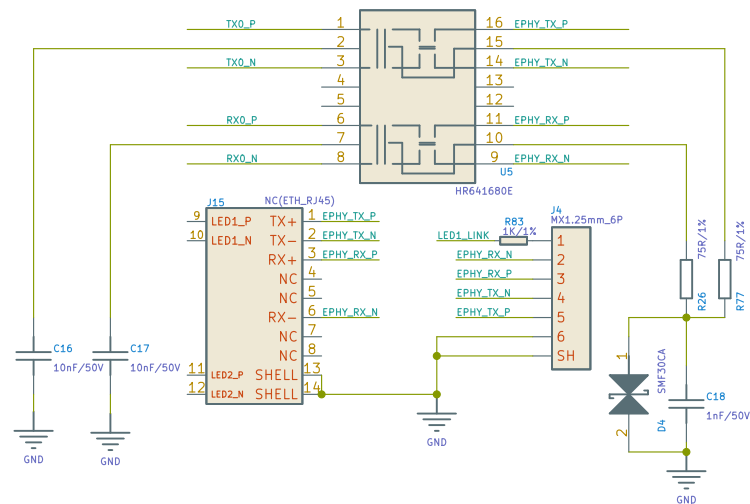 TX0_P 1 16 EPHY_TX_P
2 15
TX0_N 3 14 EPHY_TX_N
4 13
5 12
RX0_P 6 11 EPHY_RX_P
7 10
RX0_N 8 9 EPHY_RX_N
U5
HR641680E
J15 NC(ETH_RJ45)
9 LED1_P TX+ 1 EPHY_TX_P
10 LED1_N TX- 2 EPHY_TX_N
RX+ 3 EPHY_RX_P
NC 4
NC 5
RX- 6 EPHY_RX_N
NC 7
NC 8
11 LED2_P SHELL 13
12 LED2_N SHELL 14
J4
MX1.25mm_6P
R83
1K/1%
LED1_LINK 1
EPHY_RX_N 2
EPHY_RX_P 3
EPHY_TX_N 4
EPHY_TX_P 5
6
SH
GND
75R/1%
R26
75R/1%
R77
C16
10nF/50V
GND
C17
10nF/50V
GND
1
SMF30CA
D4
2
C18
1nF/50V
GND